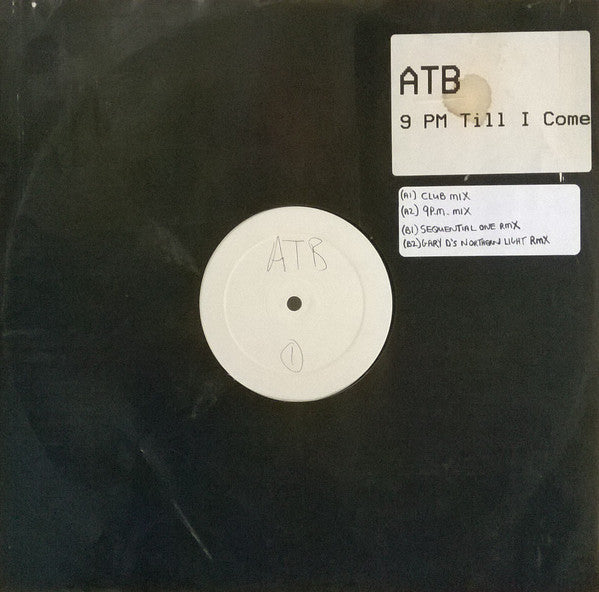 ATB
9 PM Till I Come
(A1) CLUB MIX
(A2) 9P.M. MIX
(B1) SEQUENTIAL ONE RMX
(B2) GARY D'S NORTHERN LIGHT RMX
ATB
1